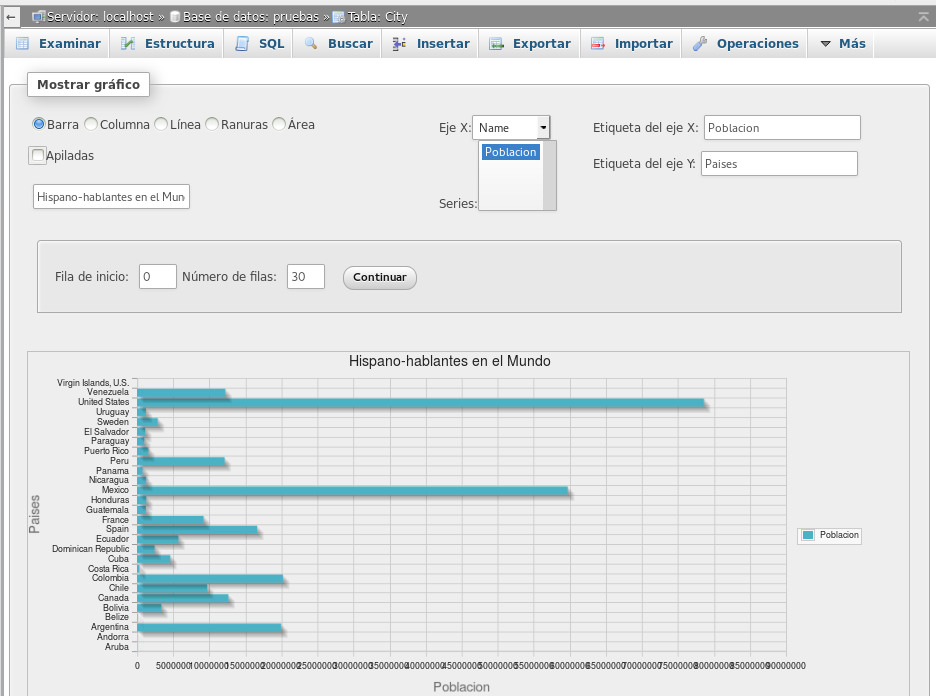 Servidor: localhost » Base de datos: pruebas » Tabla: City
Examinar Estructura SQL Buscar Insertar Exportar Importar Operaciones Más
Mostrar gráfico
Barra Columna Línea Ranuras Área
Apiladas
Hispano-hablantes en el Mun
Eje X: Name
Poblacion
Series:
Etiqueta del eje X: Poblacion
Etiqueta del eje Y: Paises
Fila de inicio: 0 Número de filas: 30 Continuar
Hispano-hablantes en el Mundo
Virgin Islands, U.S.
Venezuela
United States
Uruguay
Sweden
El Salvador
Paraguay
Puerto Rico
Peru
Panama
Nicaragua
Mexico
Honduras
Guatemala
France
Spain
Ecuador
Dominican Republic
Cuba
Costa Rica
Colombia
Chile
Canada
Bolivia
Belize
Argentina
Andorra
Aruba
Paises
Poblacion
0 5000000 10000000 15000000 20000000 25000000 30000000 35000000 40000000 45000000 50000000 55000000 60000000 65000000 70000000 75000000 80000000 85000000 90000000
Poblacion